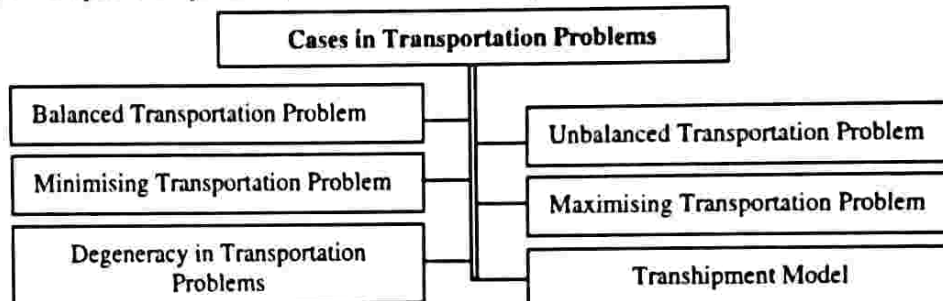 Cases in Transportation Problems
Balanced Transportation Problem
Unbalanced Transportation Problem
Minimising Transportation Problem
Maximising Transportation Problem
Degeneracy in Transportation
Problems
Transhipment Model